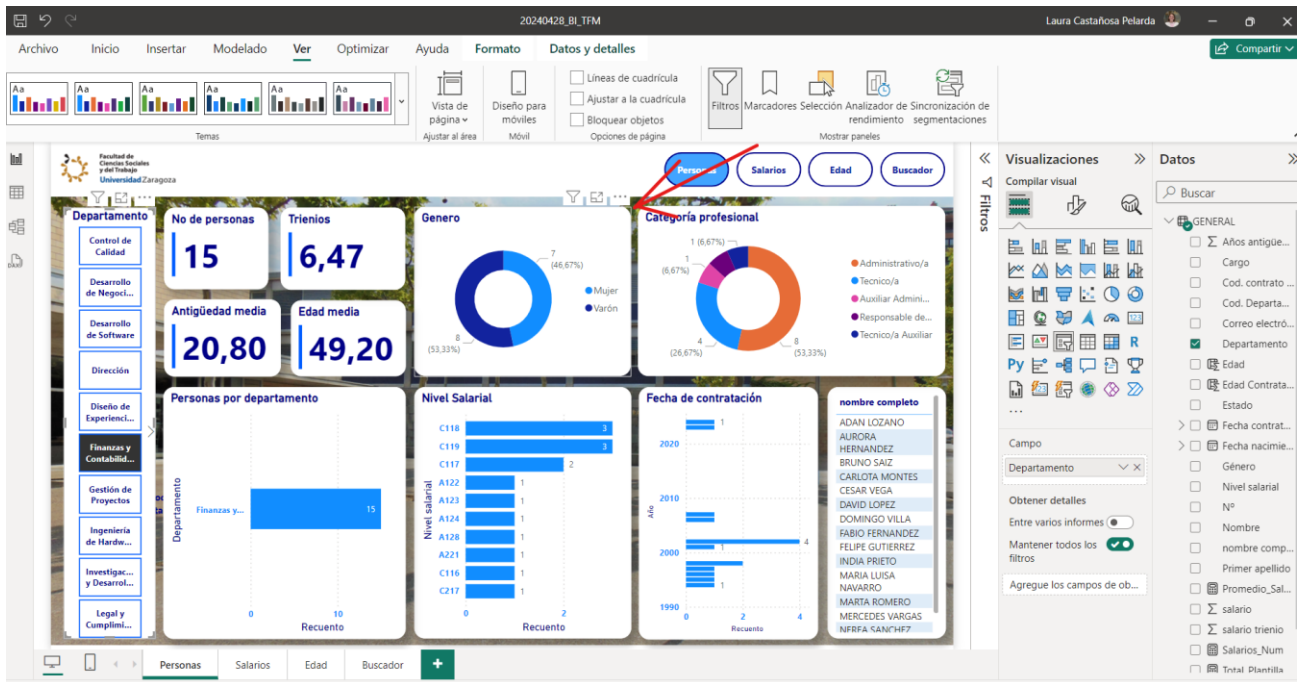 20240428_BI_TFM
Laura Castañosa Pelarda
Archivo Inicio Insertar Modelado Ver Optimizar Ayuda Formato Datos y detalles
Compartir
Aa Aa Aa Aa Aa Aa
Vista de página
Diseño para móviles
Líneas de cuadrícula
Ajustar a la cuadrícula
Bloquear objetos
Filtros Marcadores Selección Analizador de rendimiento Sincronización de segmentaciones
Temas Ajustar al área Móvil Opciones de página Mostrar paneles
Facultad de
Ciencias Sociales
y del Trabajo
Universidad Zaragoza
Personas Salarios Edad Buscador
Departamento
Control de
Calidad
Desarrollo
de Negoci...
Desarrollo
de Software
Dirección
Diseño de
Experienci...
Finanzas y
Contabilid...
Gestión de
Proyectos
Ingeniería
de Hardw...
Investigac...
y Desarrol...
Legal y
Cumplimi...
No de personas
15
Trienios
6,47
Antigüedad media
20,80
Edad media
49,20
Genero
7
(46,67%)
8
(53,33%)
Mujer
Varón
Categoría profesional
1 (6,67%)
1
(6,67%)
4
(26,67%)
8
(53,33%)
Administrativo/a
Tecnico/a
Auxiliar Admini...
Responsable de...
Tecnico/a Auxiliar
Personas por departamento
Departamento
Finanzas y...
15
0 10
Recuento
Nivel Salarial
Nivel salarial
C118 3
C119 3
C117 2
A122 1
A123 1
A124 1
A128 1
A221 1
C116 1
C217 1
0 2
Recuento
Fecha de contratación
Año
1
2020
2010
4
2000
1
1
1990
0 2 4
Recuento
nombre completo
ADAN LOZANO
AURORA
HERNANDEZ
BRUNO SAIZ
CARLOTA MONTES
CESAR VEGA
DAVID LOPEZ
DOMINGO VILLA
FABIO FERNANDEZ
FELIPE GUTIERREZ
INDIA PRIETO
MARIA LUISA
NAVARRO
MARTA ROMERO
MERCEDES VARGAS
NEREA SANCHEZ
Filtros
Visualizaciones
Compilar visual
R
Py
123
...
Campo
Departamento
Obtener detalles
Entre varios informes
Mantener todos los
filtros
Agregue los campos de ob...
Datos
Buscar
GENERAL
Años antigüe...
Cargo
Cod. contrato ...
Cod. Departa...
Correo electró...
Departamento
Edad
Edad Contrata...
Estado
Fecha contrat...
Fecha nacimie...
Género
Nivel salarial
Nº
Nombre
nombre comp...
Primer apellido
Promedio_Sal...
salario
salario trienio
Salarios_Num
Total Plantilla
Personas Salarios Edad Buscador